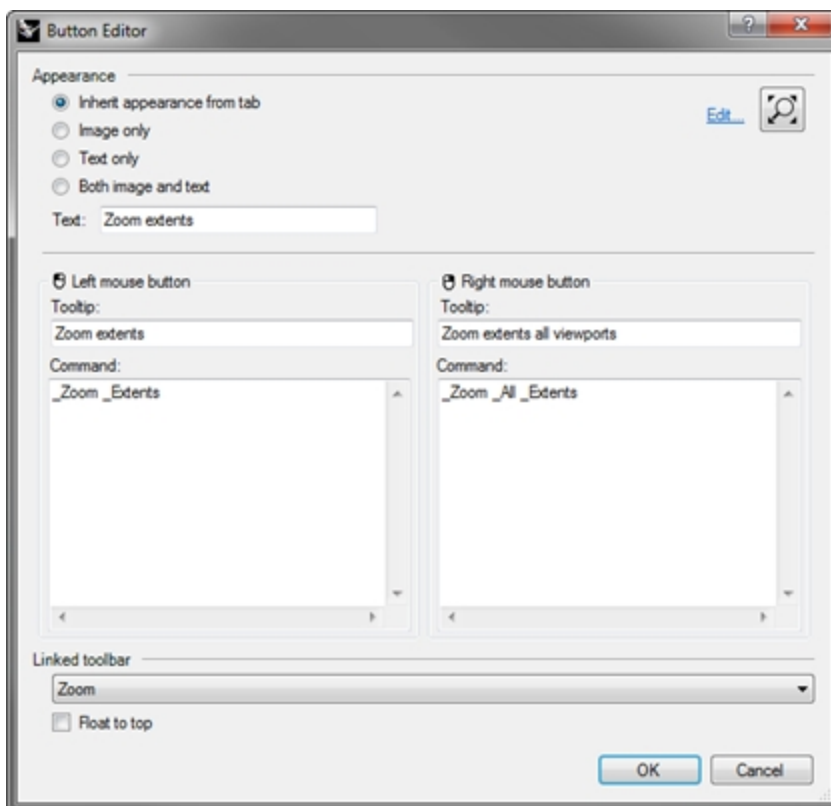 Button Editor
Appearance
Inherit appearance from tab
Image only
Edit...
Text only
Both image and text
Text: Zoom extents
Left mouse button
Tooltip:
Zoom extents
Command:
_Zoom _Extents
Right mouse button
Tooltip:
Zoom extents all viewports
Command:
_Zoom _All _Extents
Linked toolbar
Zoom
Float to top
OK Cancel